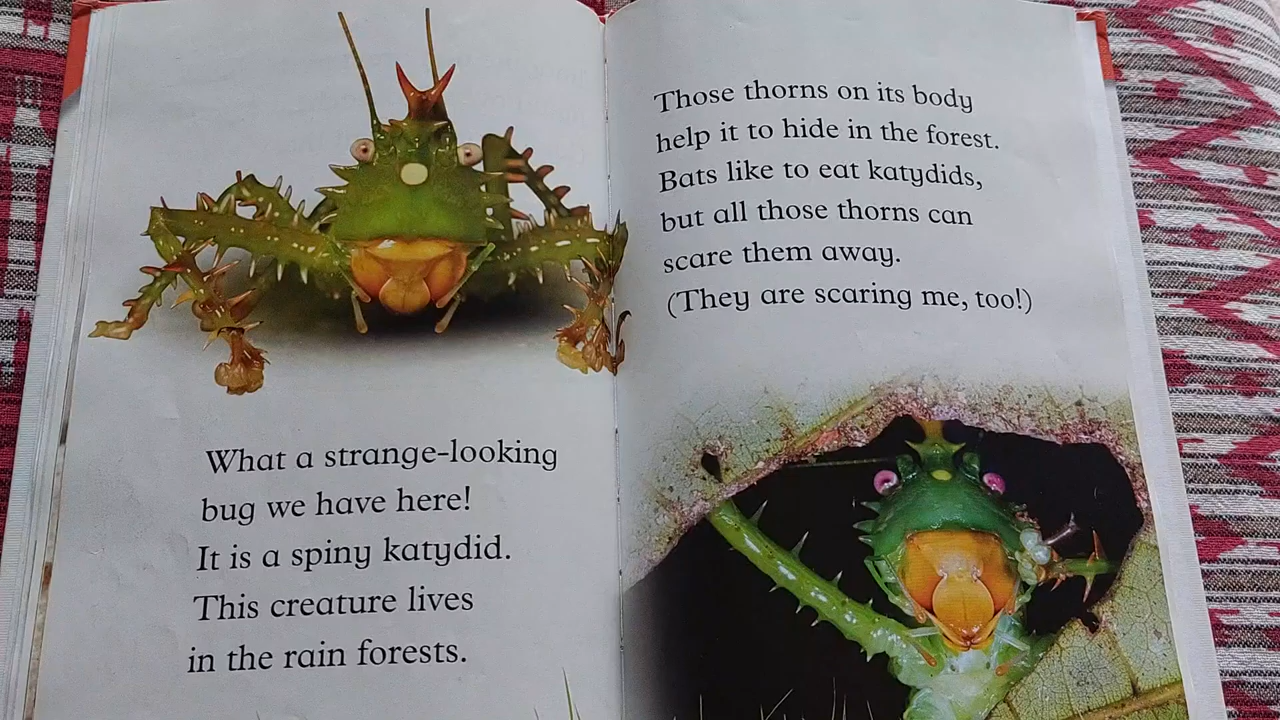 What a strange-looking
bug we have here!
It is a spiny katydid.
This creature lives
in the rain forests.
Those thorns on its body
help it to hide in the forest.
Bats like to eat katydids,
but all those thorns can
scare them away.
(They are scaring me, too!)